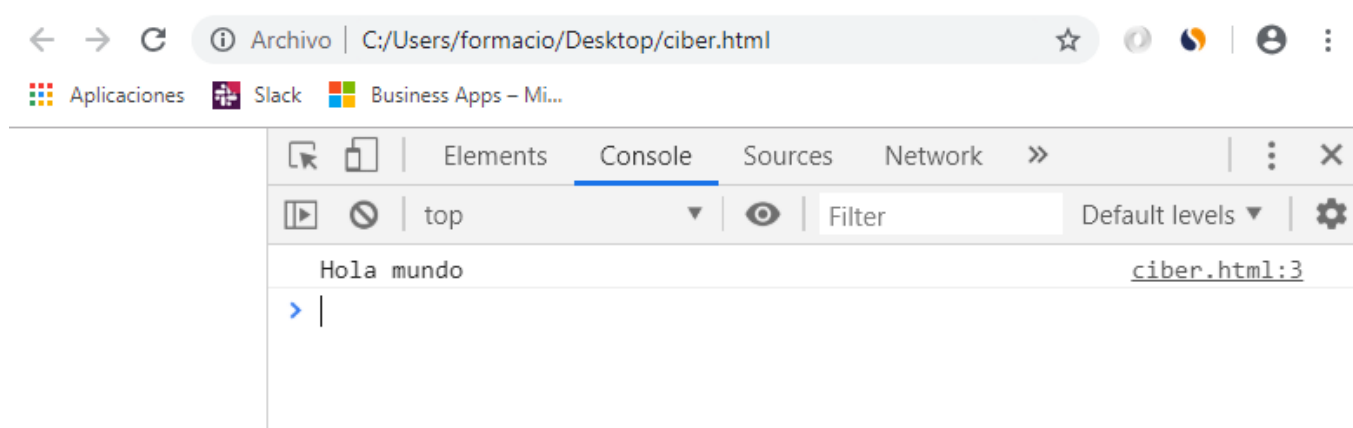 Archivo | C:/Users/formacio/Desktop/ciber.html
Aplicaciones Slack Business Apps – Mi...
Elements Console Sources Network »
top Filter Default levels
Hola mundo ciber.html:3
>